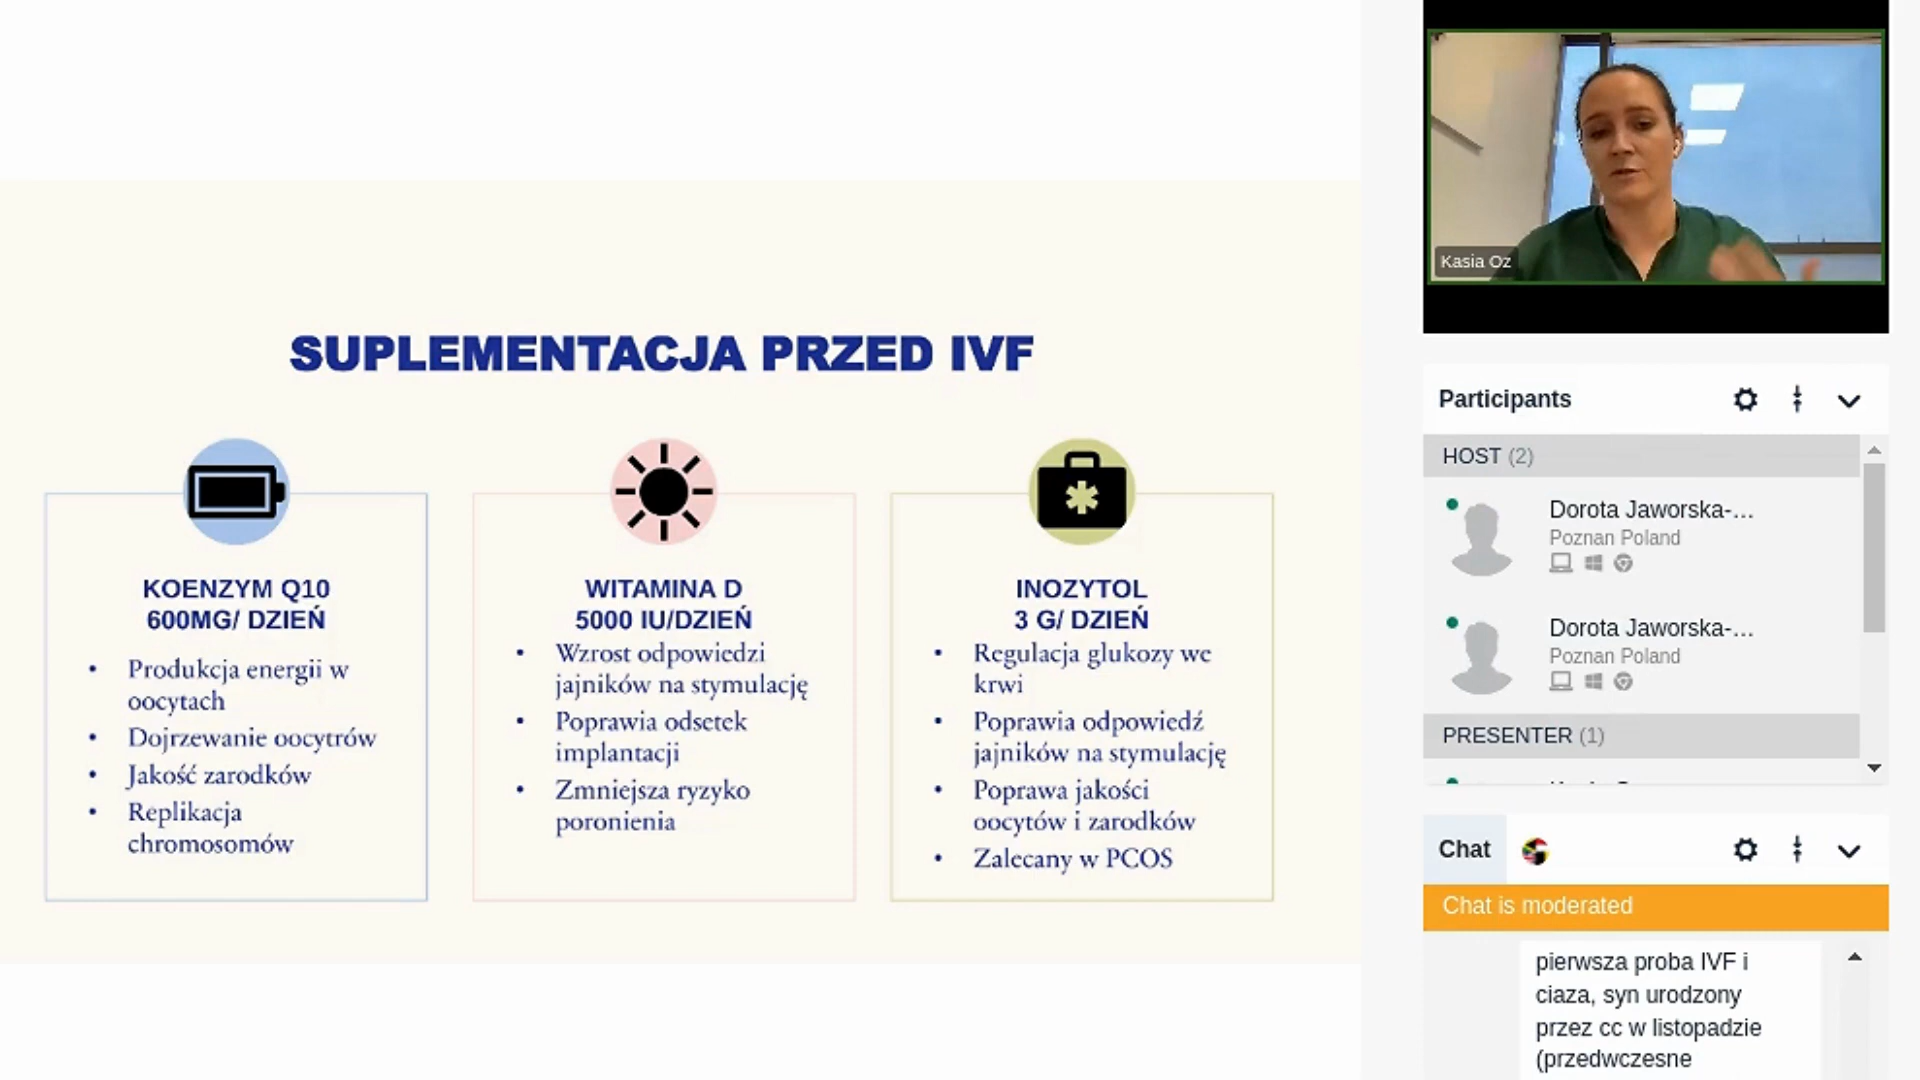 SUPLEMENTACJA PRZED IVF
KOENZYM Q10
600MG/ DZIEŃ
• Produkcja energii w
oocytach
• Dojrzewanie oocytrów
• Jakość zarodków
• Replikacja
chromosomów
WITAMINA D
5000 IU/DZIEŃ
• Wzrost odpowiedzi
jajników na stymulację
• Poprawia odsetek
implantacji
• Zmniejsza ryzyko
poronienia
INOZYTOL
3 G/ DZIEŃ
• Regulacja glukozy we
krwi
• Poprawia odpowiedź
jajników na stymulację
• Poprawa jakości
oocytów i zarodków
• Zalecany w PCOS
Kasia Oz
Participants
HOST (2)
Dorota Jaworska-...
Poznan Poland
Dorota Jaworska-...
Poznan Poland
PRESENTER (1)
Chat
Chat is moderated
pierwsza proba IVF i
ciaza, syn urodzony
przez cc w listopadzie
(przedwczesne